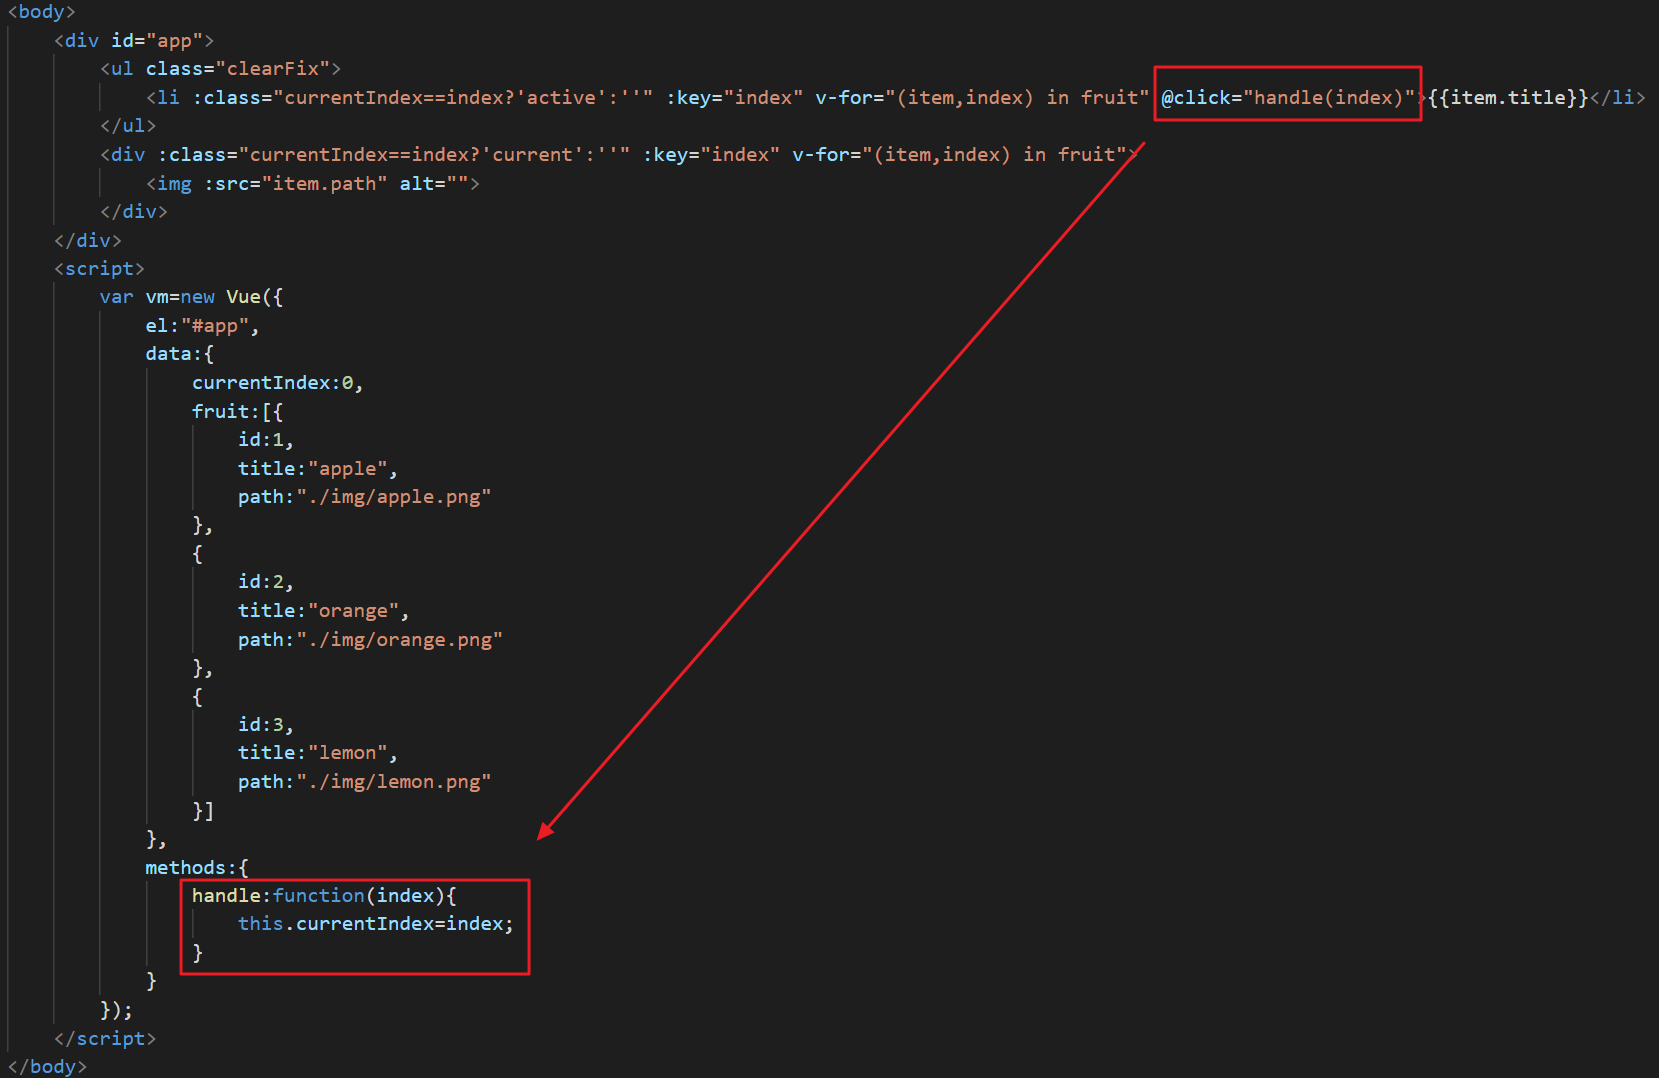 <body>
<div id="app">
<ul class="clearFix">
<li :class="currentIndex==index?'active':''" :key="index" v-for="(item,index) in fruit" @click="handle(index)">{{item.title}}</li>
</ul>
<div :class="currentIndex==index?'current':''" :key="index" v-for="(item,index) in fruit">
<img :src="item.path" alt="">
</div>
</div>
<script>
var vm=new Vue({
el:"#app",
data:{
currentIndex:0,
fruit:[{
id:1,
title:"apple",
path:"./img/apple.png"
},
{
id:2,
title:"orange",
path:"./img/orange.png"
},
{
id:3,
title:"lemon",
path:"./img/lemon.png"
}]
},
methods:{
handle:function(index){
this.currentIndex=index;
}
}
});
</script>
</body>